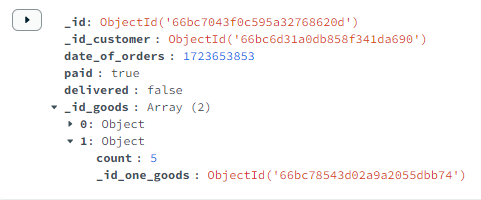 _id: ObjectId('66bc7043f0c595a32768620d')
_id_customer: ObjectId('66bc6d31a0db858f341da690')
date_of_orders: 1723653853
paid: true
delivered: false
_id_goods: Array (2)
0: Object
1: Object
count: 5
_id_one_goods: ObjectId('66bc78543d02a9a2055dbb74')